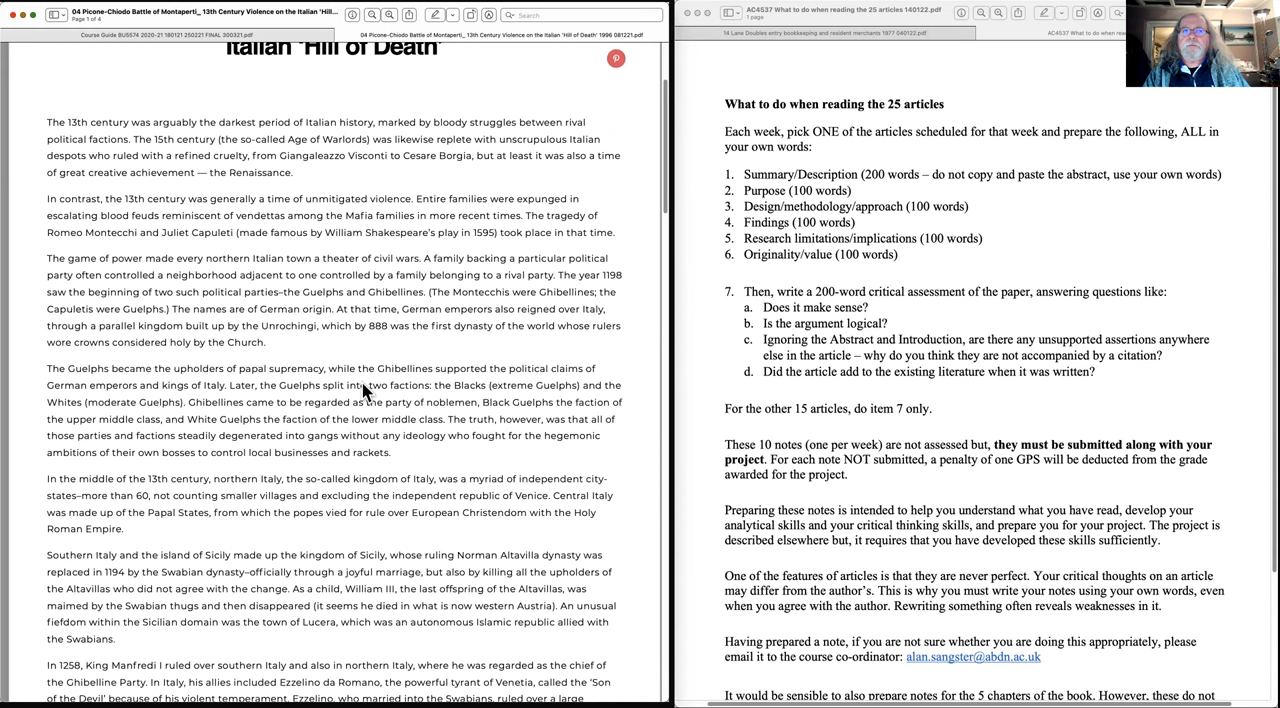 04 Picone-Chiodo Battle of Montaperti_ 13th Century Violence on the Italian 'Hill...
Page 1 of 4
Search
Course Guide BUS574 2020-21 180121 250221 FINAL 300321.pdf
04 Picone-Chiodo Battle of Montaperti_ 13th Century Violence on the Italian 'Hill of Death' 1996 081221.pdf
Italian 'Hill of Death'
The 13th century was arguably the darkest period of Italian history, marked by bloody struggles between rival
political factions. The 15th century (the so-called Age of Warlords) was likewise replete with unscrupulous Italian
despots who ruled with a refined cruelty, from Giangaleazzo Visconti to Cesare Borgia, but at least it was also a time
of great creative achievement — the Renaissance.
In contrast, the 13th century was generally a time of unmitigated violence. Entire families were expunged in
escalating blood feuds reminiscent of vendettas among the Mafia families in more recent times. The tragedy of
Romeo Montecchi and Juliet Capuleti (made famous by William Shakespeare's play in 1595) took place in that time.
The game of power made every northern Italian town a theater of civil wars. A family backing a particular political
party often controlled a neighborhood adjacent to one controlled by a family belonging to a rival party. The year 1198
saw the beginning of two such political parties–the Guelphs and Ghibellines. (The Montecchis were Ghibellines; the
Capuletis were Guelphs.) The names are of German origin. At that time, German emperors also reigned over Italy,
through a parallel kingdom built up by the Unrochingi, which by 888 was the first dynasty of the world whose rulers
wore crowns considered holy by the Church.
The Guelphs became the upholders of papal supremacy, while the Ghibellines supported the political claims of
German emperors and kings of Italy. Later, the Guelphs split into two factions: the Blacks (extreme Guelphs) and the
Whites (moderate Guelphs). Ghibellines came to be regarded as the party of noblemen, Black Guelphs the faction of
the upper middle class, and White Guelphs the faction of the lower middle class. The truth, however, was that all of
those parties and factions steadily degenerated into gangs without any ideology who fought for the hegemonic
ambitions of their own bosses to control local businesses and rackets.
In the middle of the 13th century, northern Italy, the so-called kingdom of Italy, was a myriad of independent city-
states–more than 60, not counting smaller villages and excluding the independent republic of Venice. Central Italy
was made up of the Papal States, from which the popes vied for rule over European Christendom with the Holy
Roman Empire.
Southern Italy and the island of Sicily made up the kingdom of Sicily, whose ruling Norman Altavilla dynasty was
replaced in 1194 by the Swabian dynasty–officially through a joyful marriage, but also by killing all the upholders of
the Altavillas who did not agree with the change. As a child, William III, the last offspring of the Altavillas, was
maimed by the Swabian thugs and then disappeared (it seems he died in what is now western Austria). An unusual
fiefdom within the Sicilian domain was the town of Lucera, which was an autonomous Islamic republic allied with
the Swabians.
In 1258, King Manfredi I ruled over southern Italy and also in northern Italy, where he was regarded as the chief of
the Ghibelline Party. In Italy, his allies included Ezzelino da Romano, the powerful tyrant of Venetia, called the 'Son
of the Devil' because of his violent temperament. Ezzelino, who married into the Swabians, ruled over a large
AC4537 What to do when reading the 25 articles 140122.pdf
1 page
14 Lane Doubles entry bookkeeping and resident merchants 1977 040122.pdf
AC4537 What to do when rea
What to do when reading the 25 articles
Each week, pick ONE of the articles scheduled for that week and prepare the following, ALL in
your own words:
1. Summary/Description (200 words – do not copy and paste the abstract, use your own words)
2. Purpose (100 words)
3. Design/methodology/approach (100 words)
4. Findings (100 words)
5. Research limitations/implications (100 words)
6. Originality/value (100 words)
7. Then, write a 200-word critical assessment of the paper, answering questions like:
a. Does it make sense?
b. Is the argument logical?
c. Ignoring the Abstract and Introduction, are there any unsupported assertions anywhere
else in the article – why do you think they are not accompanied by a citation?
d. Did the article add to the existing literature when it was written?
For the other 15 articles, do item 7 only.
These 10 notes (one per week) are not assessed but, they must be submitted along with your
project. For each note NOT submitted, a penalty of one GPS will be deducted from the grade
awarded for the project.
Preparing these notes is intended to help you understand what you have read, develop your
analytical skills and your critical thinking skills, and prepare you for your project. The project is
described elsewhere but, it requires that you have developed these skills sufficiently.
One of the features of articles is that they are never perfect. Your critical thoughts on an article
may differ from the author's. This is why you must write your notes using your own words, even
when you agree with the author. Rewriting something often reveals weaknesses in it.
Having prepared a note, if you are not sure whether you are doing this appropriately, please
email it to the course co-ordinator: alan.sangster@abdn.ac.uk
It would be sensible to also prepare notes for the 5 chapters of the book. However, these do not